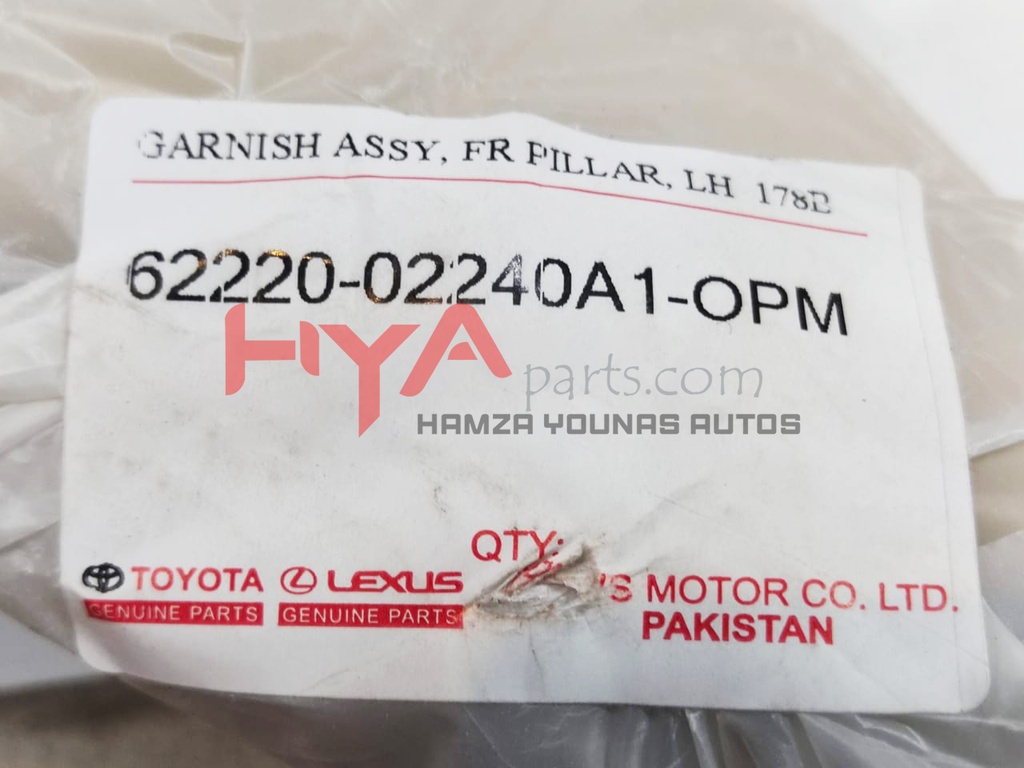 GARNISH ASSY, FR PILLAR, LH 178B
62220-02240A1-OPM
HYA parts.com
HAMZA YOUNAS AUTOS
QTY:
TOYOTA LEXUS 'S MOTOR CO. LTD.
GENUINE PARTS GENUINE PARTS PAKISTAN